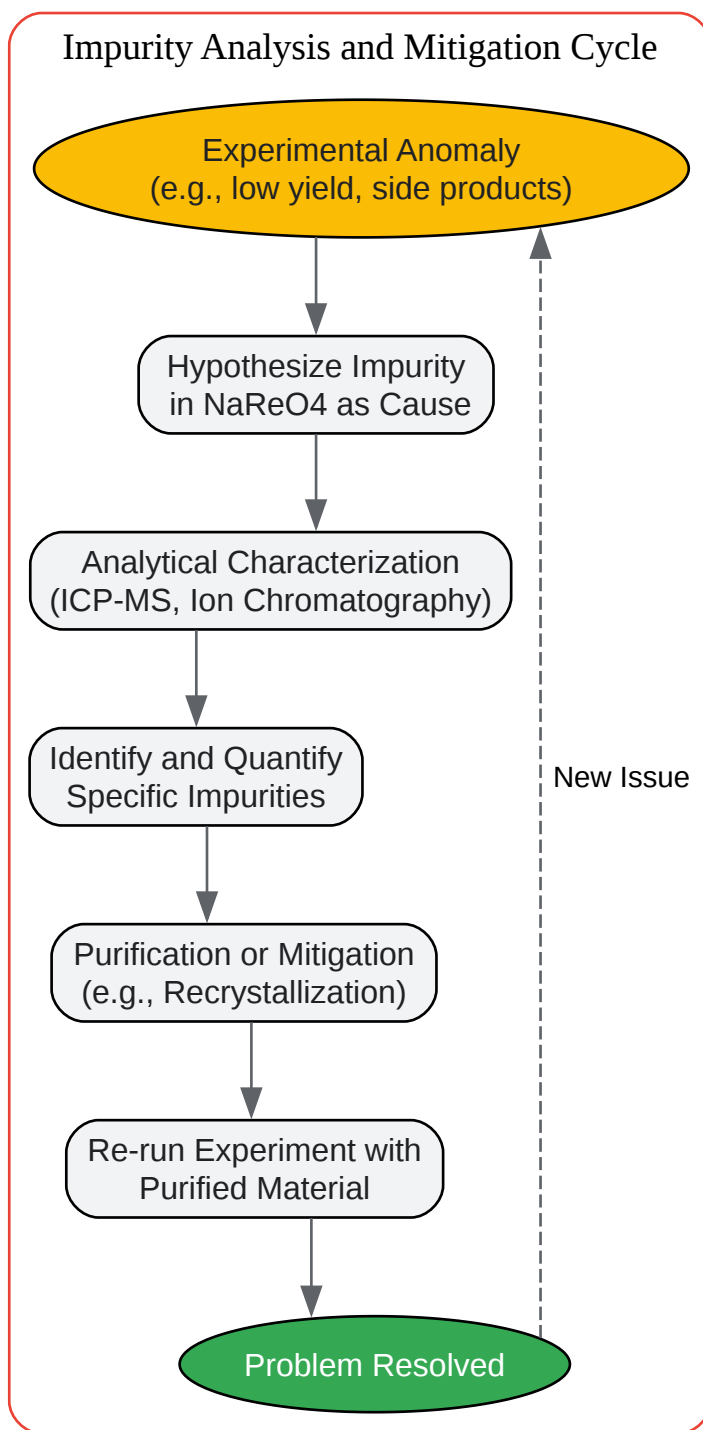 Impurity Analysis and Mitigation Cycle
Experimental Anomaly
(e.g., low yield, side products)
Hypothesize Impurity
in NaReO4 as Cause
Analytical Characterization
(ICP-MS, Ion Chromatography)
Identify and Quantify
Specific Impurities
New Issue
Purification or Mitigation
(e.g., Recrystallization)
Re-run Experiment with
Purified Material
Problem Resolved